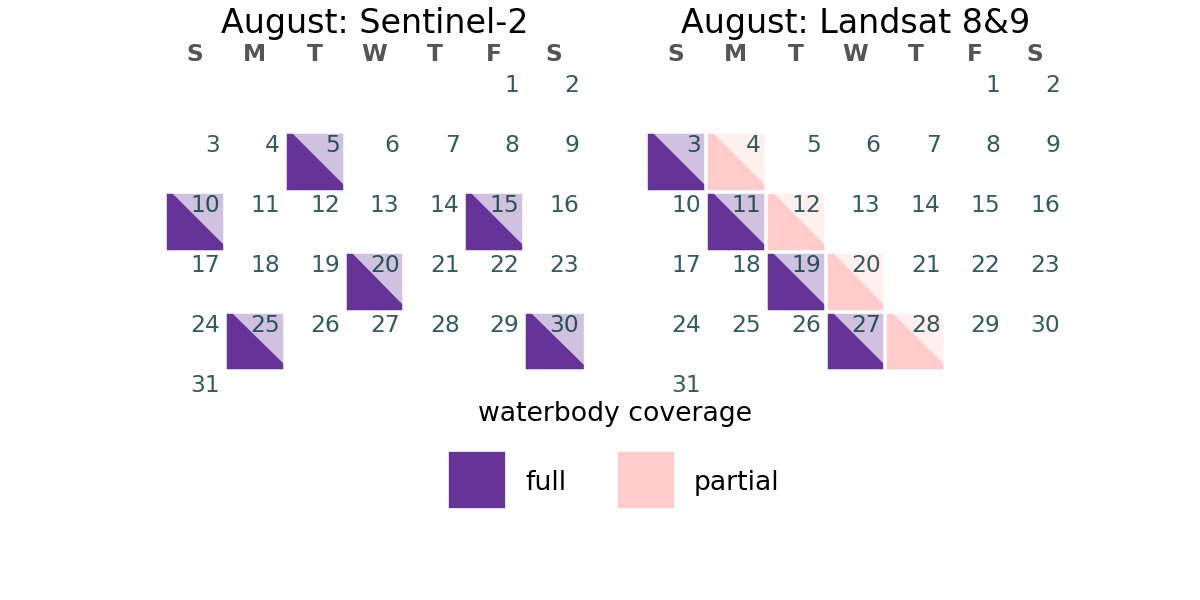 August: Sentinel-2
S M T W T F S
1 2
3 4 5 6 7 8 9
10 11 12 13 14 15 16
17 18 19 20 21 22 23
24 25 26 27 28 29 30
31
August: Landsat 8&9
S M T W T F S
1 2
3 4 5 6 7 8 9
10 11 12 13 14 15 16
17 18 19 20 21 22 23
24 25 26 27 28 29 30
31
waterbody coverage
full partial